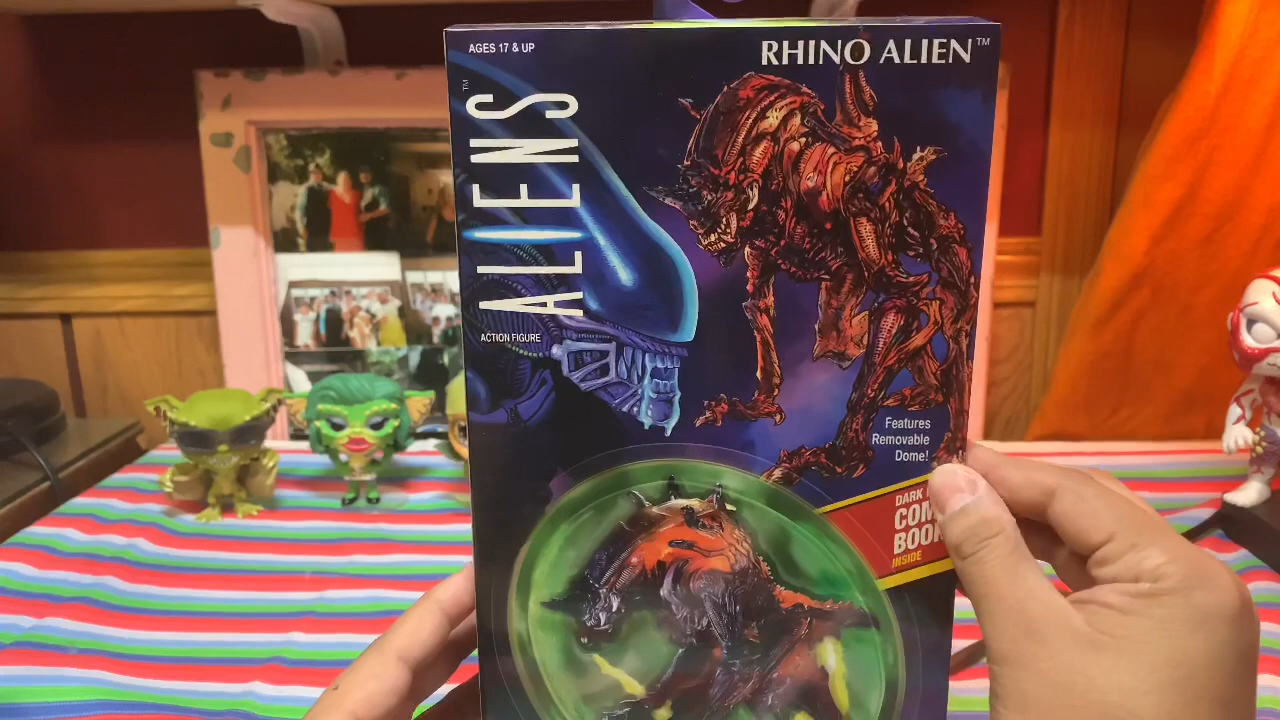 AGES 17 & UP
RHINO ALIEN™
ALIENS™
ACTION FIGURE
Features
Removable
Dome!
DARK
COM
BOOK
INSIDE